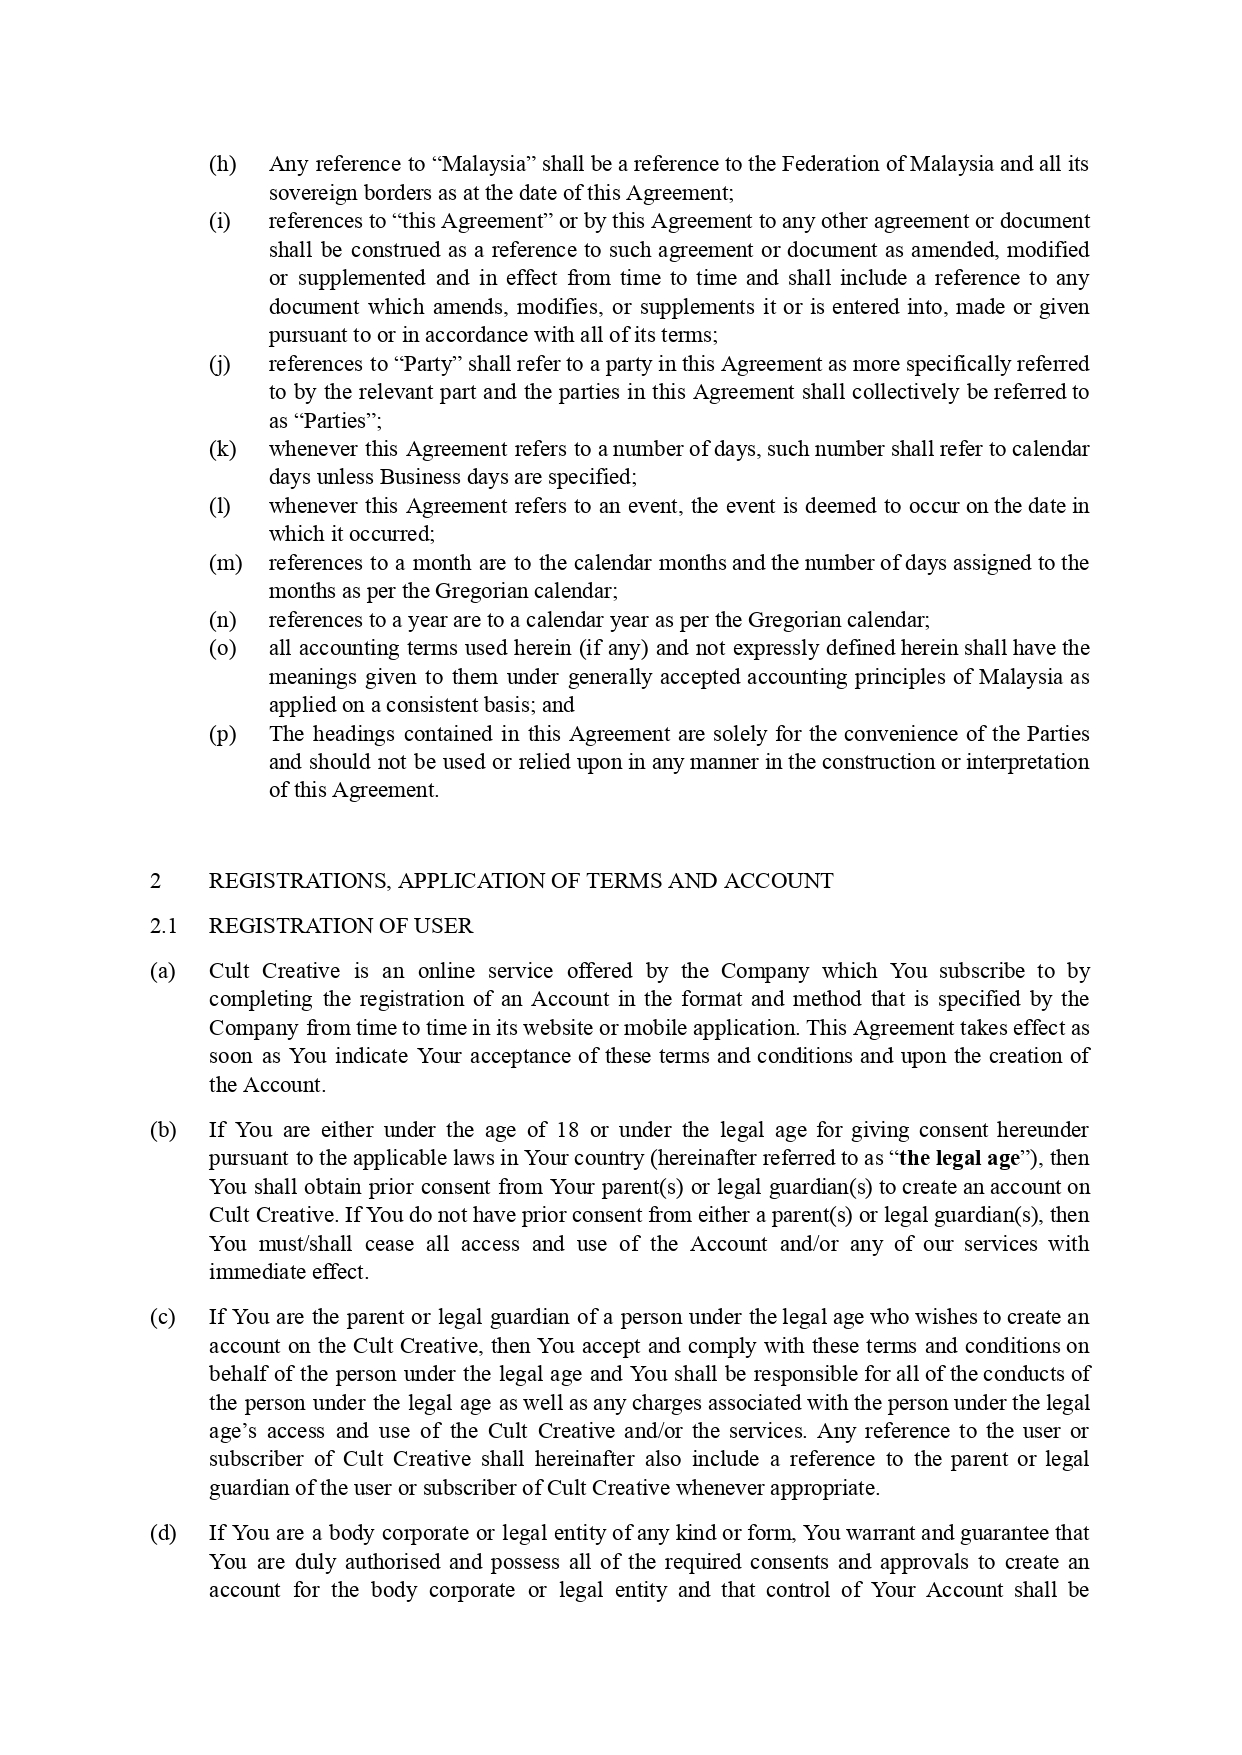 (h) Any reference to “Malaysia” shall be a reference to the Federation of Malaysia and all its
sovereign borders as at the date of this Agreement;
(i) references to “this Agreement” or by this Agreement to any other agreement or document
shall be construed as a reference to such agreement or document as amended, modified
or supplemented and in effect from time to time and shall include a reference to any
document which amends, modifies, or supplements it or is entered into, made or given
pursuant to or in accordance with all of its terms;
(j) references to “Party” shall refer to a party in this Agreement as more specifically referred
to by the relevant part and the parties in this Agreement shall collectively be referred to
as “Parties”;
(k) whenever this Agreement refers to a number of days, such number shall refer to calendar
days unless Business days are specified;
(l) whenever this Agreement refers to an event, the event is deemed to occur on the date in
which it occurred;
(m) references to a month are to the calendar months and the number of days assigned to the
months as per the Gregorian calendar;
(n) references to a year are to a calendar year as per the Gregorian calendar;
(o) all accounting terms used herein (if any) and not expressly defined herein shall have the
meanings given to them under generally accepted accounting principles of Malaysia as
applied on a consistent basis; and
(p) The headings contained in this Agreement are solely for the convenience of the Parties
and should not be used or relied upon in any manner in the construction or interpretation
of this Agreement.
2 REGISTRATIONS, APPLICATION OF TERMS AND ACCOUNT
2.1 REGISTRATION OF USER
(a) Cult Creative is an online service offered by the Company which You subscribe to by
completing the registration of an Account in the format and method that is specified by the
Company from time to time in its website or mobile application. This Agreement takes effect as
soon as You indicate Your acceptance of these terms and conditions and upon the creation of
the Account.
(b) If You are either under the age of 18 or under the legal age for giving consent hereunder
pursuant to the applicable laws in Your country (hereinafter referred to as “the legal age”), then
You shall obtain prior consent from Your parent(s) or legal guardian(s) to create an account on
Cult Creative. If You do not have prior consent from either a parent(s) or legal guardian(s), then
You must/shall cease all access and use of the Account and/or any of our services with
immediate effect.
(c) If You are the parent or legal guardian of a person under the legal age who wishes to create an
account on the Cult Creative, then You accept and comply with these terms and conditions on
behalf of the person under the legal age and You shall be responsible for all of the conducts of
the person under the legal age as well as any charges associated with the person under the legal
age’s access and use of the Cult Creative and/or the services. Any reference to the user or
subscriber of Cult Creative shall hereinafter also include a reference to the parent or legal
guardian of the user or subscriber of Cult Creative whenever appropriate.
(d) If You are a body corporate or legal entity of any kind or form, You warrant and guarantee that
You are duly authorised and possess all of the required consents and approvals to create an
account for the body corporate or legal entity and that control of Your Account shall be